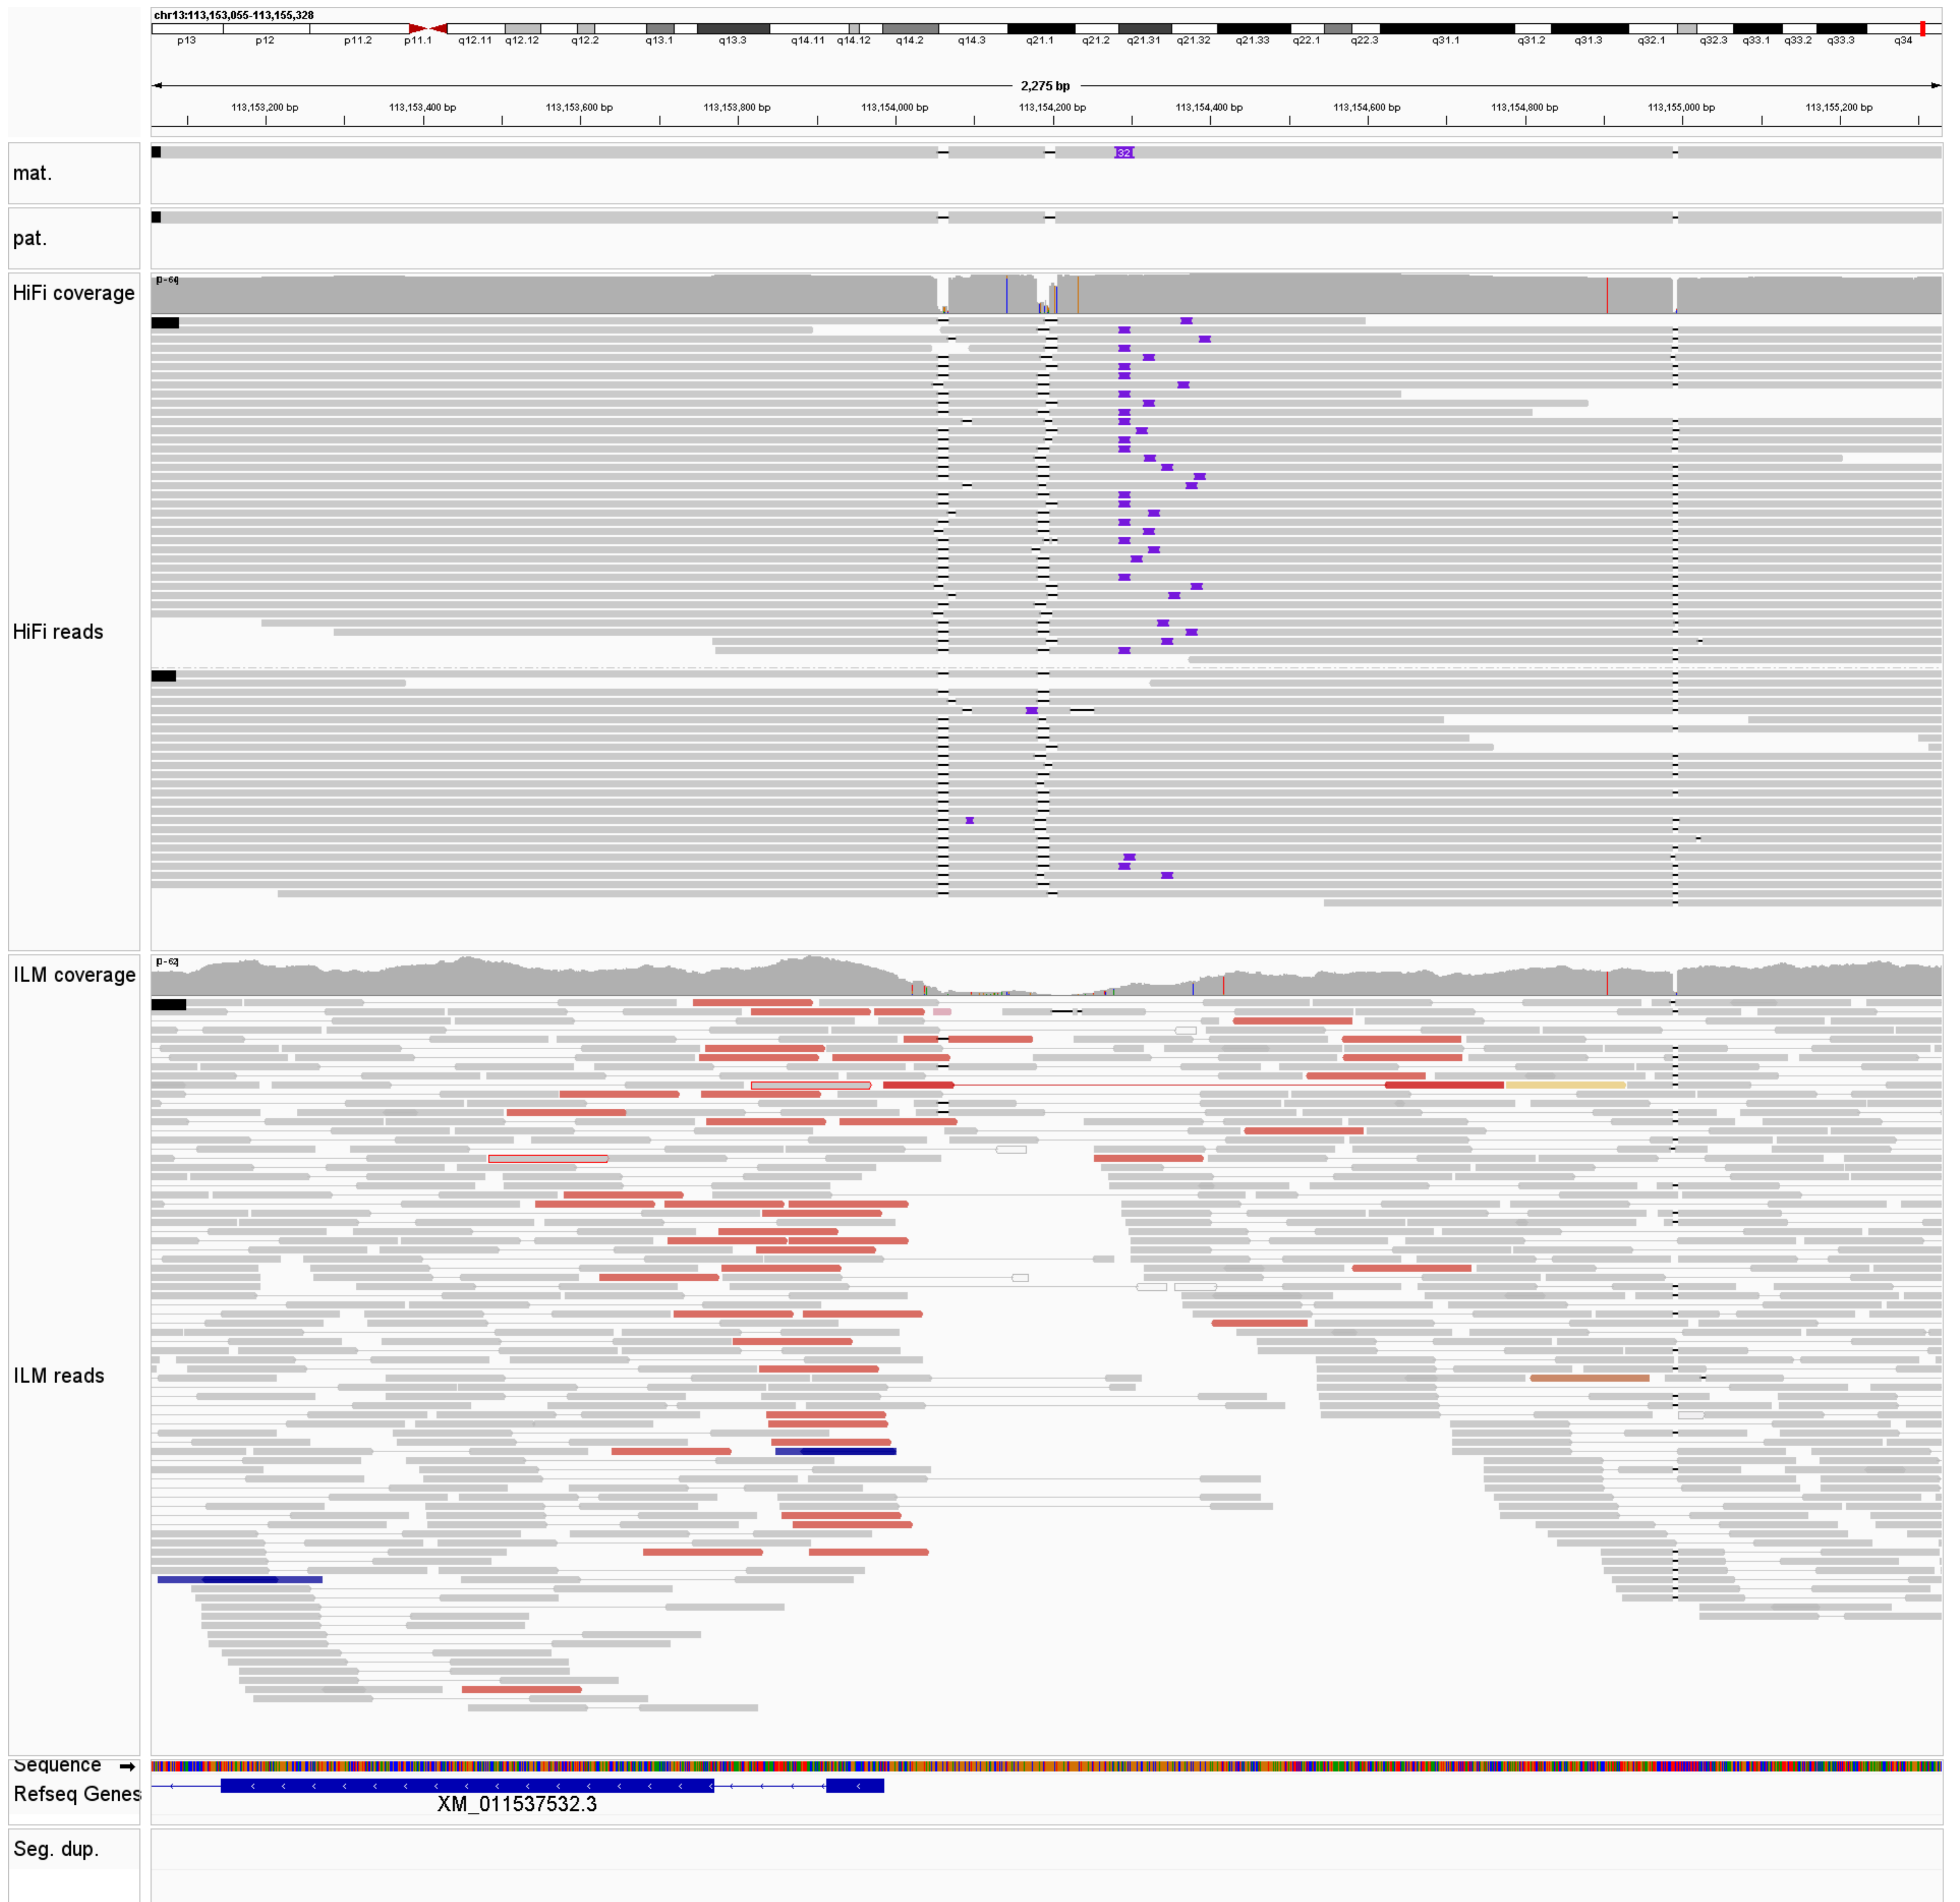 chr13:113,153,055-113,155,328
p13 p12 p11.2 p11.1 q12.11 q12.12 q12.2 q13.1 q13.3 q14.11 q14.12 q14.2 q14.3 q21.1 q21.2 q21.31 q21.32 q21.33 q22.1 q22.3 q31.1 q31.2 q31.3 q32.1 q32.3 q33.1 q33.2 q33.3 q34
2,275 bp
113,153,200 bp 113,153,400 bp 113,153,600 bp 113,153,800 bp 113,154,000 bp 113,154,200 bp 113,154,400 bp 113,154,600 bp 113,154,800 bp 113,155,000 bp 113,155,200 bp
mat.
32
pat.
HiFi coverage
HiFi reads
ILM coverage
ILM reads
Sequence
Refseq Genes
XM_011537532.3
Seg. dup.